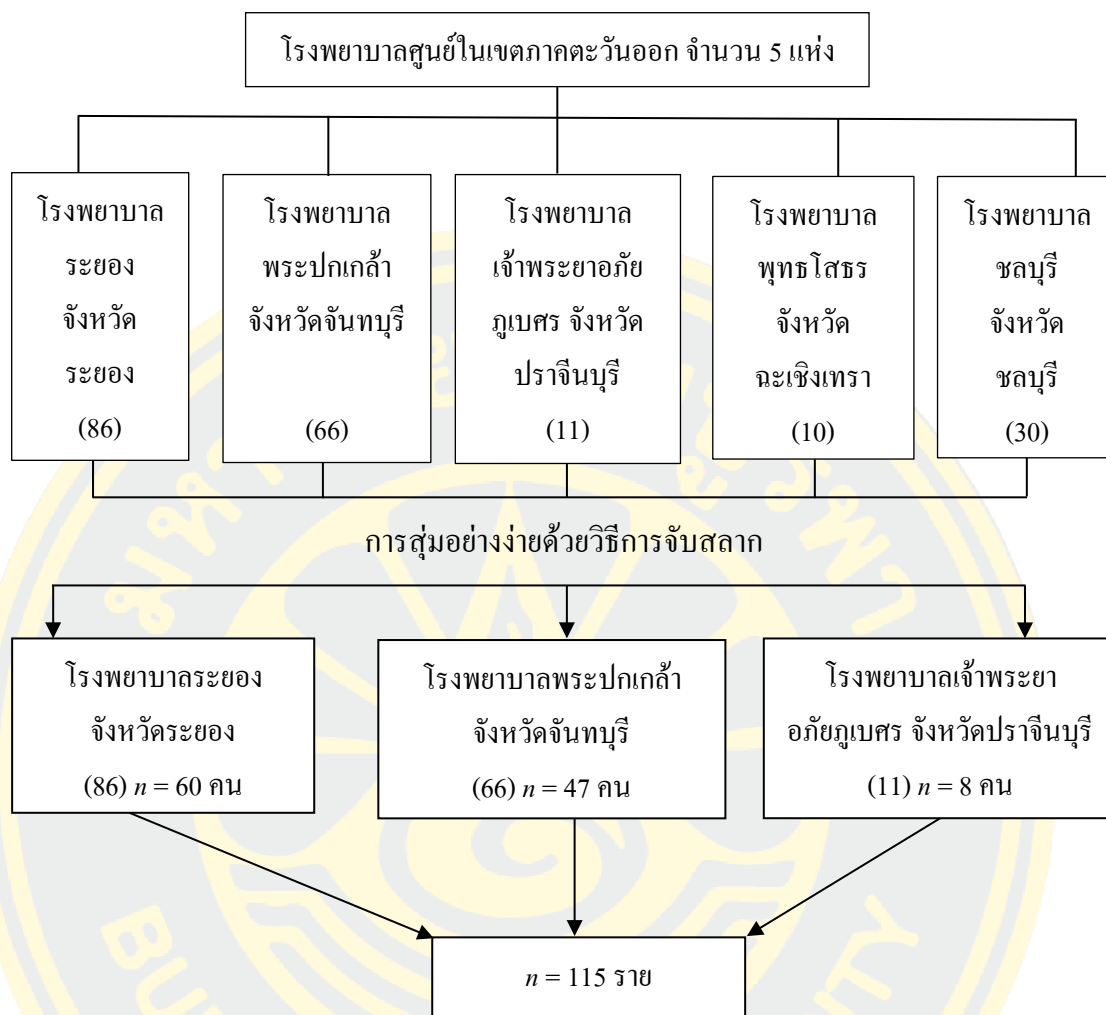 โรงพยาบาลศูนย์ในเขตภาคตะวันออก จำนวน 5 แห่ง
โรงพยาบาล
ระยอง
จังหวัด
ระยอง
(86)
โรงพยาบาล
พระปกเกล้า
จังหวัดจันทบุรี
(66)
โรงพยาบาล
เจ้าพระยาอภัย
ภูเบศร จังหวัด
ปราจีนบุรี
(11)
โรงพยาบาล
พุทธโสธร
จังหวัด
ฉะเชิงเทรา
(10)
โรงพยาบาล
ชลบุรี
จังหวัด
ชลบุรี
(30)
การสุ่มอย่างง่ายด้วยวิธีการจับสลาก
โรงพยาบาลระยอง
จังหวัดระยอง
(86) n = 60 คน
โรงพยาบาลพระปกเกล้า
จังหวัดจันทบุรี
(66) n = 47 คน
โรงพยาบาลเจ้าพระยา
อภัยภูเบศร จังหวัดปราจีนบุรี
(11) n = 8 คน
n = 115 ราย